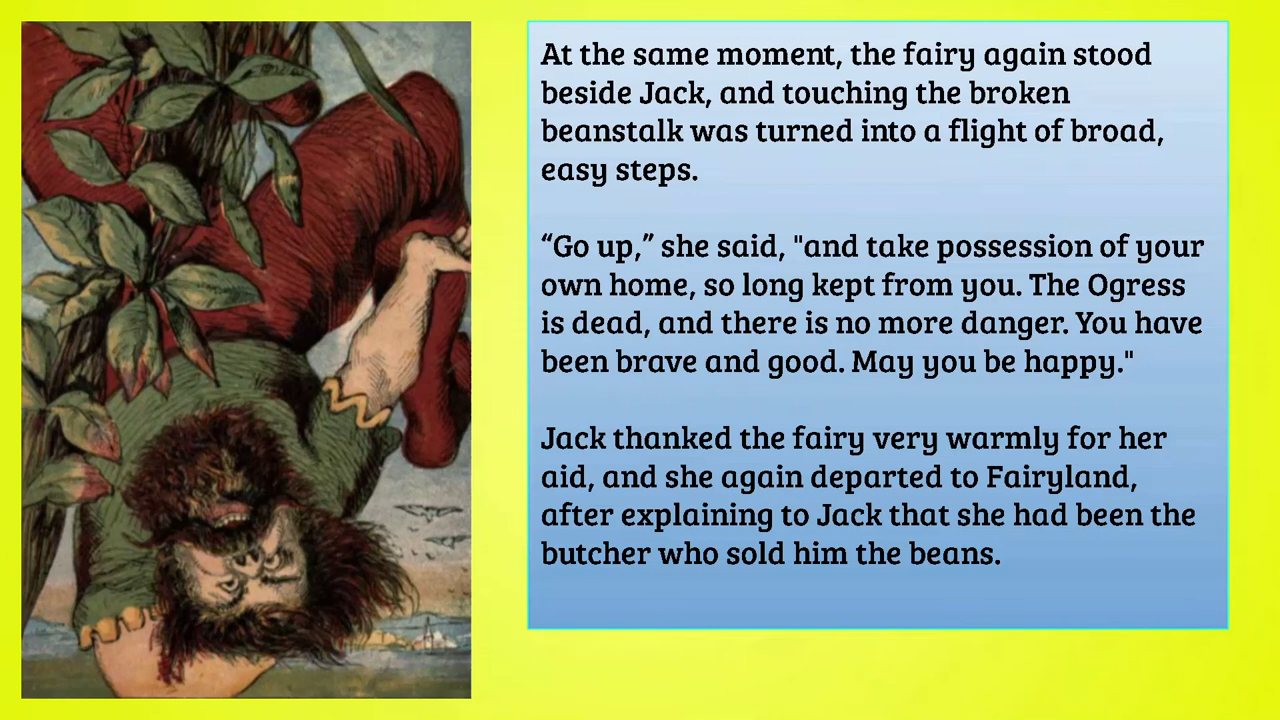 At the same moment, the fairy again stood
beside Jack, and touching the broken
beanstalk was turned into a flight of broad,
easy steps.
“Go up,” she said, "and take possession of your
own home, so long kept from you. The Ogress
is dead, and there is no more danger. You have
been brave and good. May you be happy."
Jack thanked the fairy very warmly for her
aid, and she again departed to Fairyland,
after explaining to Jack that she had been the
butcher who sold him the beans.